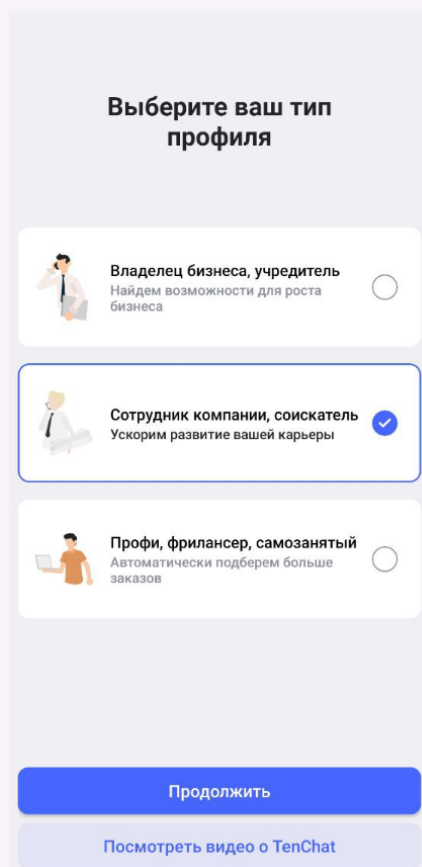 Выберите ваш тип
профиля
Владелец бизнеса, учредитель
Найдем возможности для роста
бизнеса
Сотрудник компании, соискатель
Ускорим развитие вашей карьеры
Профи, фрилансер, самозанятый
Автоматически подберем больше
заказов
Продолжить
Посмотреть видео о TenChat